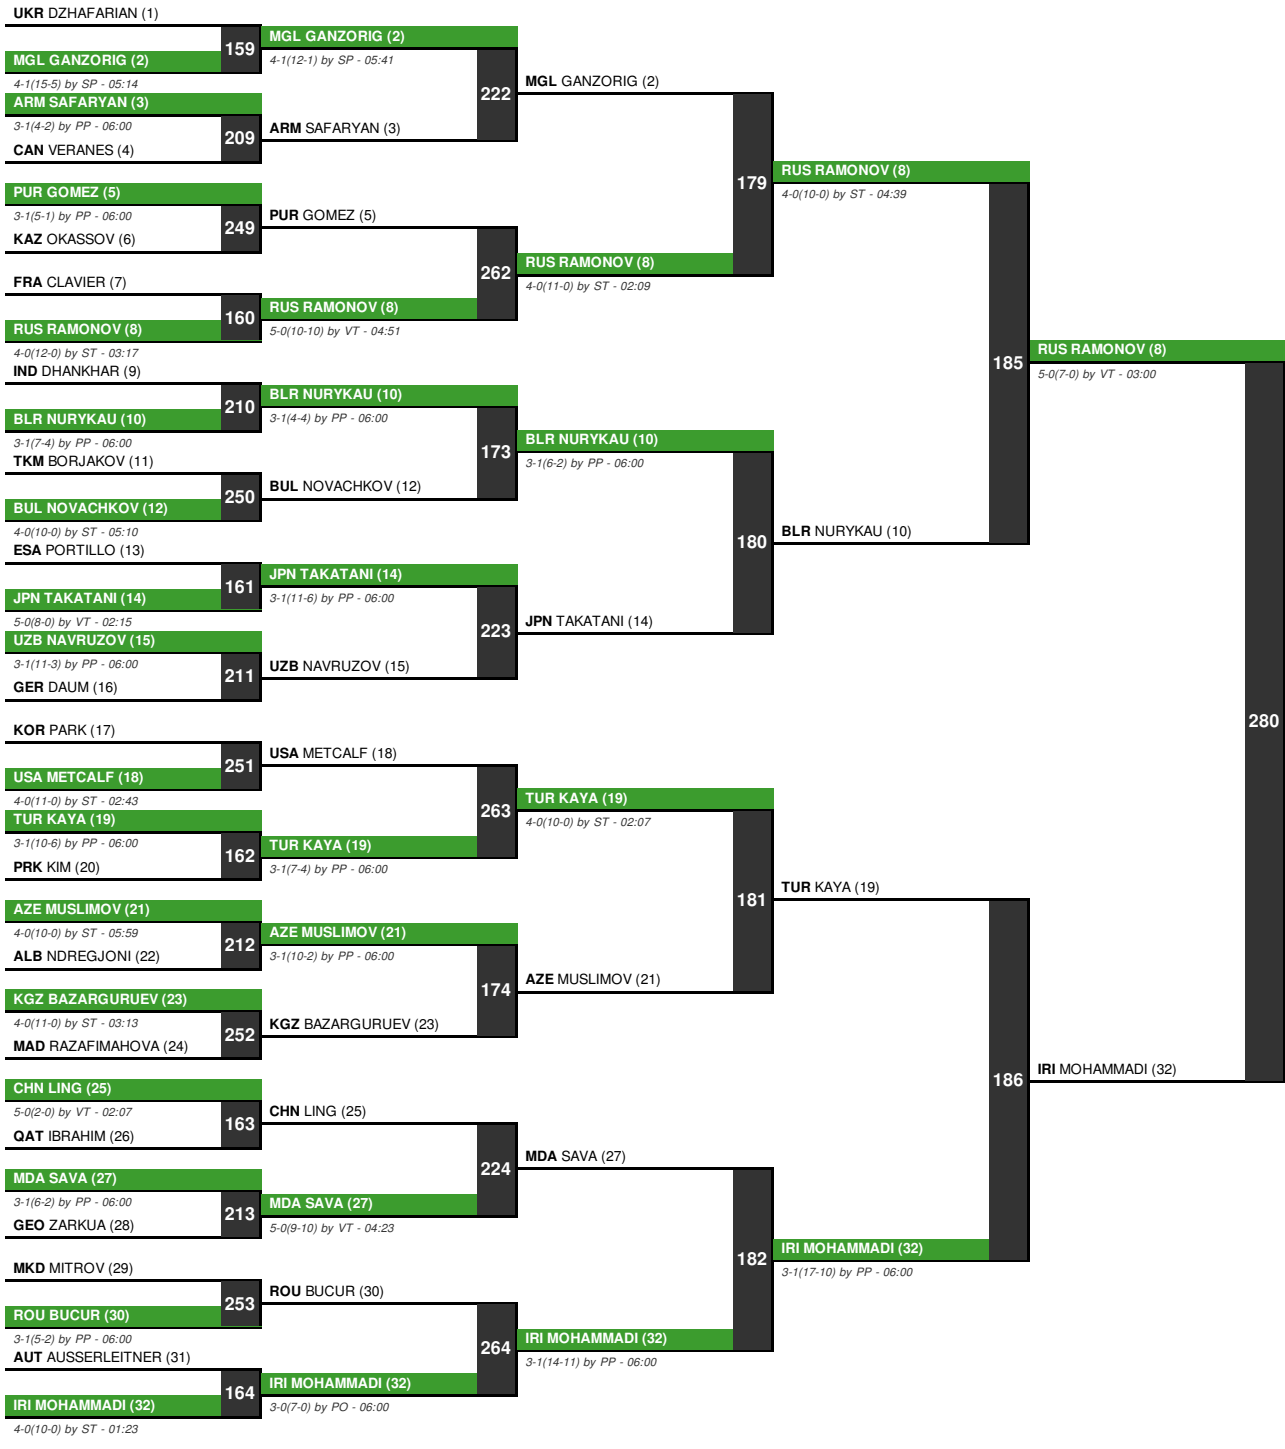 UKR DZHAFARIAN (1)
159
MGL GANZORIG (2)
4-1(15-5) by SP - 05:14
ARM SAFARYAN (3)
3-1(4-2) by PP - 06:00
209
CAN VERANES (4)
PUR GOMEZ (5)
3-1(5-1) by PP - 06:00
249
KAZ OKASSOV (6)
FRA CLAVIER (7)
160
RUS RAMONOV (8)
4-0(12-0) by ST - 03:17
IND DHANKHAR (9)
210
BLR NURYKAU (10)
3-1(7-4) by PP - 06:00
TKM BORJAKOV (11)
250
BUL NOVACHKOV (12)
4-0(10-0) by ST - 05:10
ESA PORTILLO (13)
161
JPN TAKATANI (14)
5-0(8-0) by VT - 02:15
UZB NAVRUZOV (15)
3-1(11-3) by PP - 06:00
211
GER DAUM (16)
KOR PARK (17)
251
USA METCALF (18)
4-0(11-0) by ST - 02:43
TUR KAYA (19)
3-1(10-6) by PP - 06:00
162
PRK KIM (20)
AZE MUSLIMOV (21)
4-0(10-0) by ST - 05:59
212
ALB NDREGJONI (22)
KGZ BAZARGURUEV (23)
4-0(11-0) by ST - 03:13
252
MAD RAZAFIMAHOVA (24)
CHN LING (25)
5-0(2-0) by VT - 02:07
163
QAT IBRAHIM (26)
MDA SAVA (27)
3-1(6-2) by PP - 06:00
213
GEO ZARKUA (28)
MKD MITROV (29)
253
ROU BUCUR (30)
3-1(5-2) by PP - 06:00
AUT AUSSERLEITNER (31)
164
IRI MOHAMMADI (32)
4-0(10-0) by ST - 01:23
MGL GANZORIG (2)
4-1(12-1) by SP - 05:41
222
ARM SAFARYAN (3)
PUR GOMEZ (5)
262
RUS RAMONOV (8)
5-0(10-10) by VT - 04:51
BLR NURYKAU (10)
3-1(4-4) by PP - 06:00
173
BUL NOVACHKOV (12)
JPN TAKATANI (14)
3-1(11-6) by PP - 06:00
223
UZB NAVRUZOV (15)
USA METCALF (18)
263
TUR KAYA (19)
3-1(7-4) by PP - 06:00
AZE MUSLIMOV (21)
3-1(10-2) by PP - 06:00
174
KGZ BAZARGURUEV (23)
CHN LING (25)
224
MDA SAVA (27)
5-0(9-10) by VT - 04:23
ROU BUCUR (30)
264
IRI MOHAMMADI (32)
3-0(7-0) by PO - 06:00
MGL GANZORIG (2)
179
RUS RAMONOV (8)
4-0(11-0) by ST - 02:09
BLR NURYKAU (10)
3-1(6-2) by PP - 06:00
180
JPN TAKATANI (14)
TUR KAYA (19)
4-0(10-0) by ST - 02:07
181
AZE MUSLIMOV (21)
MDA SAVA (27)
182
IRI MOHAMMADI (32)
3-1(14-11) by PP - 06:00
RUS RAMONOV (8)
4-0(10-0) by ST - 04:39
185
BLR NURYKAU (10)
TUR KAYA (19)
186
IRI MOHAMMADI (32)
3-1(17-10) by PP - 06:00
RUS RAMONOV (8)
5-0(7-0) by VT - 03:00
280
IRI MOHAMMADI (32)